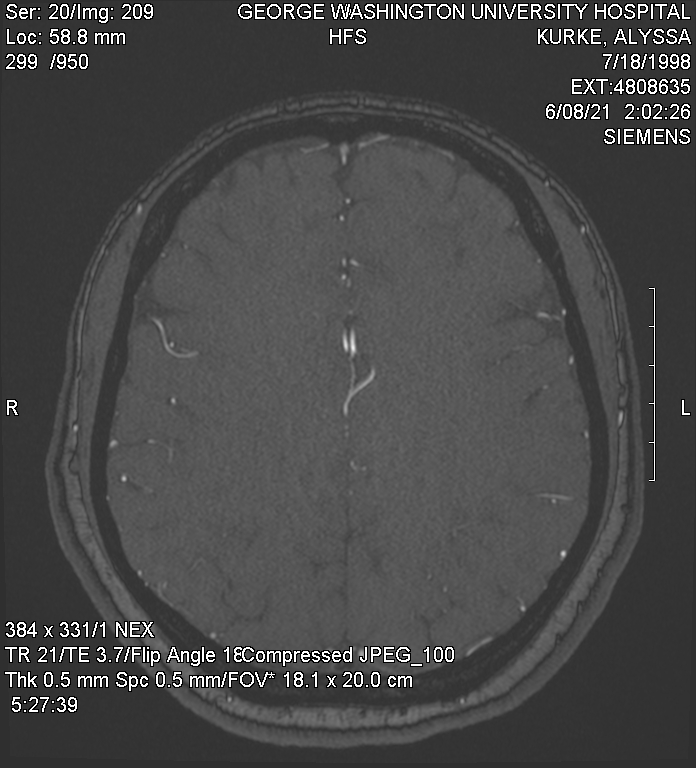 Ser: 20/Img: 209
Loc: 58.8 mm
299 /950
GEORGE WASHINGTON UNIVERSITY HOSPITAL
HFS
KURKE, ALYSSA
7/18/1998
EXT:4808635
6/08/21 2:02:26
SIEMENS
R
L
384 x 331/1 NEX
TR 21/TE 3.7/Flip Angle 18Compressed JPEG_100
Thk 0.5 mm Spc 0.5 mm/FOV* 18.1 x 20.0 cm
5:27:39